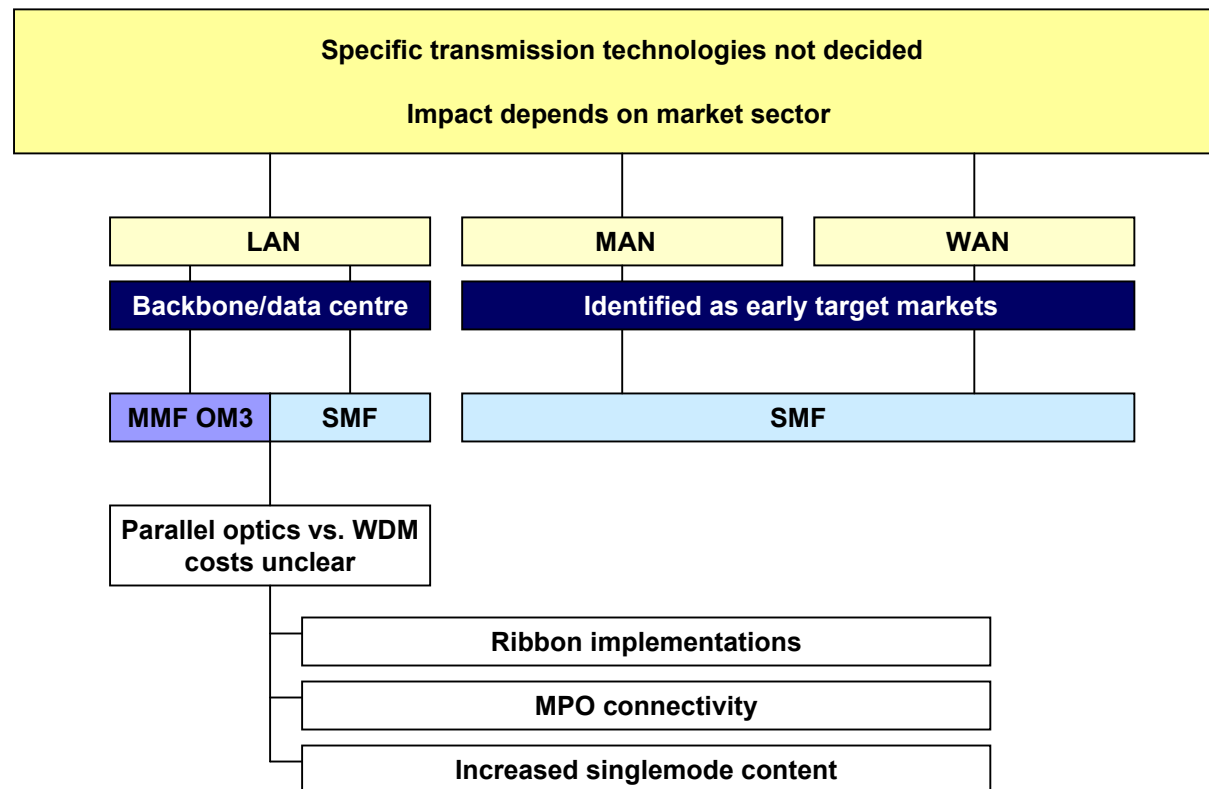 Specific transmission technologies not decided
Impact depends on market sector
LAN
MAN
WAN
Backbone/data centre
Identified as early target markets
MMF OM3
SMF
SMF
Parallel optics vs. WDM
costs unclear
Ribbon implementations
MPO connectivity
Increased singlemode content